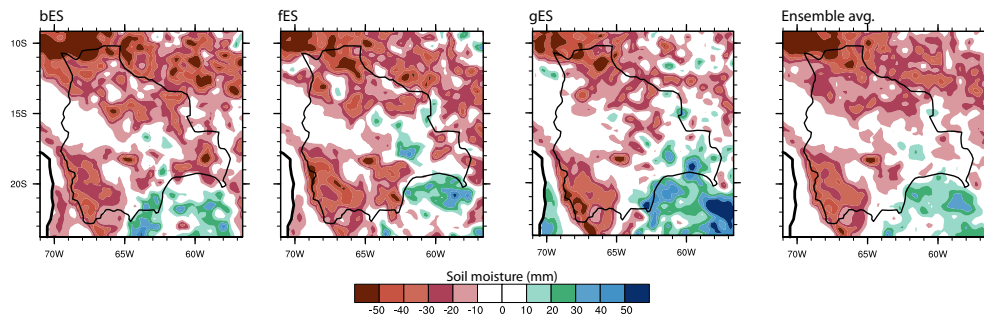 bES fES gES Ensemble avg.
10S
15S
20S
70W 65W 60W 70W 65W 60W 70W 65W 60W 70W 65W 60W
Soil moisture (mm)
-50 -40 -30 -20 -10 0 10 20 30 40 50